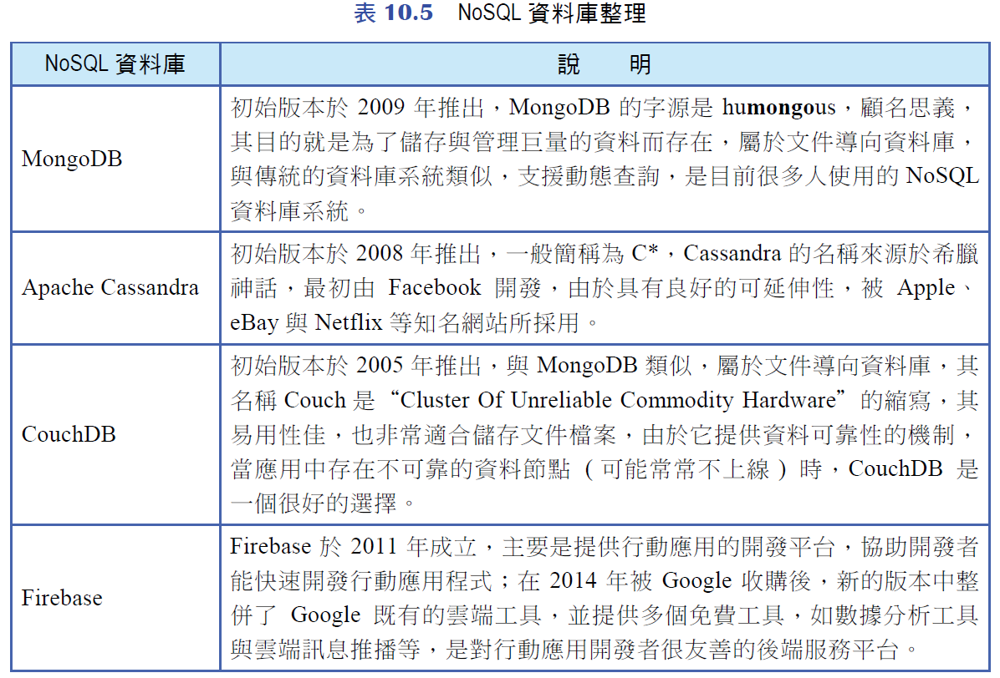 表 10.5 NoSQL 資料庫整理
NoSQL 資料庫
說 明
MongoDB
初始版本於 2009 年推出，MongoDB 的字源是 humongous，顧名思義，
其目的就是為了儲存與管理巨量的資料而存在，屬於文件導向資料庫，
與傳統的資料庫系統類似，支援動態查詢，是目前很多人使用的 NoSQL
資料庫系統。
Apache Cassandra
初始版本於 2008 年推出，一般簡稱為 C*，Cassandra 的名稱來源於希臘
神話，最初由 Facebook 開發，由於具有良好的可延伸性，被 Apple、
eBay 與 Netflix 等知名網站所採用。
CouchDB
初始版本於 2005 年推出，與 MongoDB 類似，屬於文件導向資料庫，其
名稱 Couch 是“Cluster Of Unreliable Commodity Hardware”的縮寫，其
易用性佳，也非常適合儲存文件檔案，由於它提供資料可靠性的機制，
當應用中存在不可靠的資料節點（可能常常不上線）時，CouchDB 是
一個很好的選擇。
Firebase
Firebase 於 2011 年成立，主要是提供行動應用的開發平台，協助開發者
能快速開發行動應用程式；在 2014 年被 Google 收購後，新的版本中整
併了 Google 既有的雲端工具，並提供多個免費工具，如數據分析工具
與雲端訊息推播等，是對行動應用開發者很友善的後端服務平台。